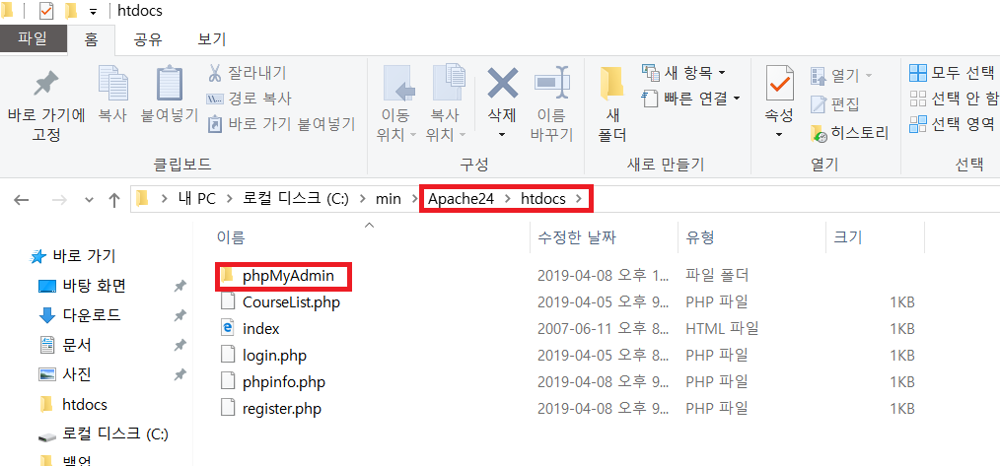 htdocs
파일 홈 공유 보기
바로 가기에 고정
복사
붙여넣기
잘라내기
경로 복사
바로 가기 붙여넣기
클립보드
이동 위치
복사 위치
삭제
이름 바꾸기
구성
새 폴더
새 항목
빠른 연결
새로 만들기
속성
열기
편집
히스토리
열기
모두 선택
선택 안 함
선택 영역
선택
내 PC > 로컬 디스크 (C:) > min > Apache24 > htdocs >
바로 가기
바탕 화면
다운로드
문서
사진
htdocs
로컬 디스크 (C:)
백업
이름 수정한 날짜 유형 크기
phpMyAdmin 2019-04-08 오후 1... 파일 폴더
CourseList.php 2019-04-05 오후 9... PHP 파일 1KB
index 2007-06-11 오후 8... HTML 파일 1KB
login.php 2019-04-05 오후 8... PHP 파일 1KB
phpinfo.php 2019-04-08 오후 9... PHP 파일 1KB
register.php 2019-04-08 오후 9... PHP 파일 1KB